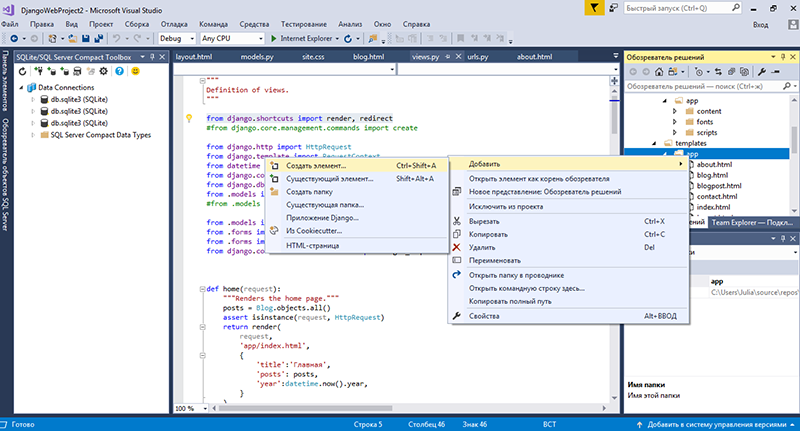 DjangoWebProject2 - Microsoft Visual Studio
Быстрый запуск (Ctrl+Q)
Файл Правка Вид Проект Сборка Отладка Команда Средства Тестирование Анализ Окно Справка
Вход
Debug Any CPU Internet Explorer
Панель элементов
Обозреватель объектов SQL Server
SQLite/SQL Server Compact Toolbox
Data Connections
db.sqlite3 (SQLite)
db.sqlite3 (SQLite)
db.sqlite3 (SQLite)
SQL Server Compact Data Types
layout.html models.py site.css blog.html views.py urls.py about.html
"""
Definition of views.
"""
from django.shortcuts import render, redirect
#from django.core.management.commands import create
from django.http import HttpRequest
from django.template import RequestContext
from datetime
from django.co
from django.db
from .models i
#from .models
from .models i
from .forms im
from .forms im
from django.co
def home(request):
"""Renders the home page."""
posts = Blog.objects.all()
assert isinstance(request, HttpRequest)
return render(
request,
'app/index.html',
{
'title':'Главная',
'posts': posts,
'year':datetime.now().year,
}
100 %
Создать элемент... Ctrl+Shift+A
Существующий элемент... Shift+Alt+A
Создать папку
Существующая папка...
Приложение Django...
Из Cookiecutter...
HTML-страница
Добавить
Открыть элемент как корень обозревателя
Новое представление: Обозреватель решений
Исключить из проекта
Вырезать Ctrl+X
Копировать Ctrl+C
Удалить Del
Переименовать
Открыть папку в проводнике
Открыть командную строку здесь...
Копировать полный путь
Свойства Alt+ВВОД
Обозреватель решений
Обозреватель решений — поиск (Ctrl+ж)
app
content
fonts
scripts
templates
app
about.html
blog.html
blogpost.html
contact.html
index.html
Team Explorer — Подкл...
app
C:\Users\Julia\source\repos
Имя папки
Имя этой папки
Готово Строка 5 Столбец 46 Знак 46 ВСТ Добавить в систему управления версиями